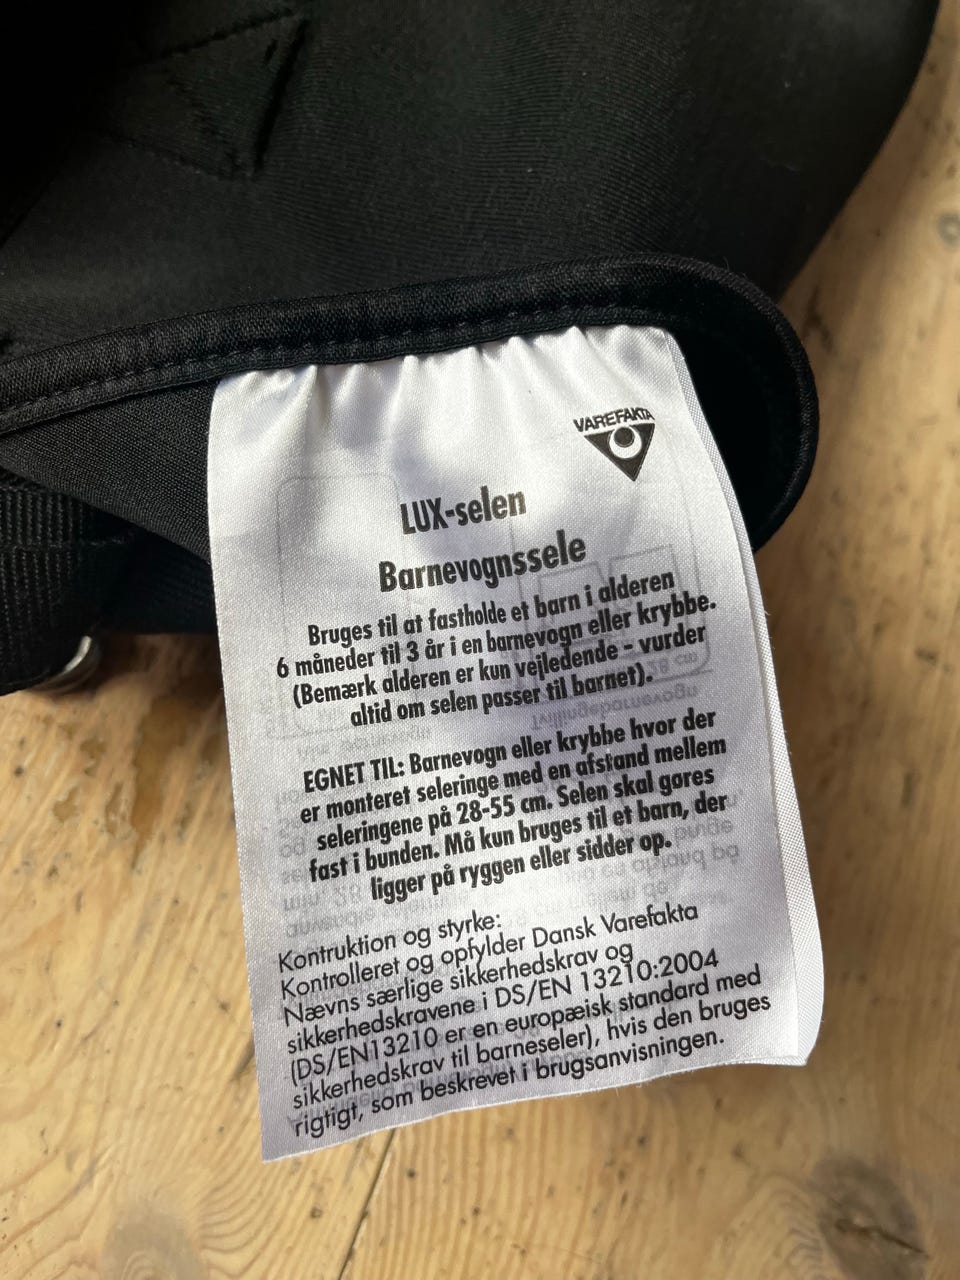 VAREFAKTA
LUX-selen
Barnevognssele
Bruges til at fastholde et barn i alderen
6 måneder til 3 år i en barnevogn eller krybbe.
(Bemærk alderen er kun vejledende - vurder
altid om selen passer til barnet).
EGNET TIL: Barnevogn eller krybbe hvor der
er monteret seleringe med en afstand mellem
seleringene på 28-55 cm. Selen skal gøres
fast i bunden. Må kun bruges til et barn, der
ligger på ryggen eller sidder op.
Kontruktion og styrke:
Kontrolleret og opfylder Dansk Varefakta
Nævns særlige sikkerhedskrav og
sikkerhedskravene i DS/EN 13210:2004
(DS/EN13210 er en europæisk standard med
sikkerhedskrav til barneseler), hvis den bruges
rigtigt, som beskrevet i brugsanvisningen.